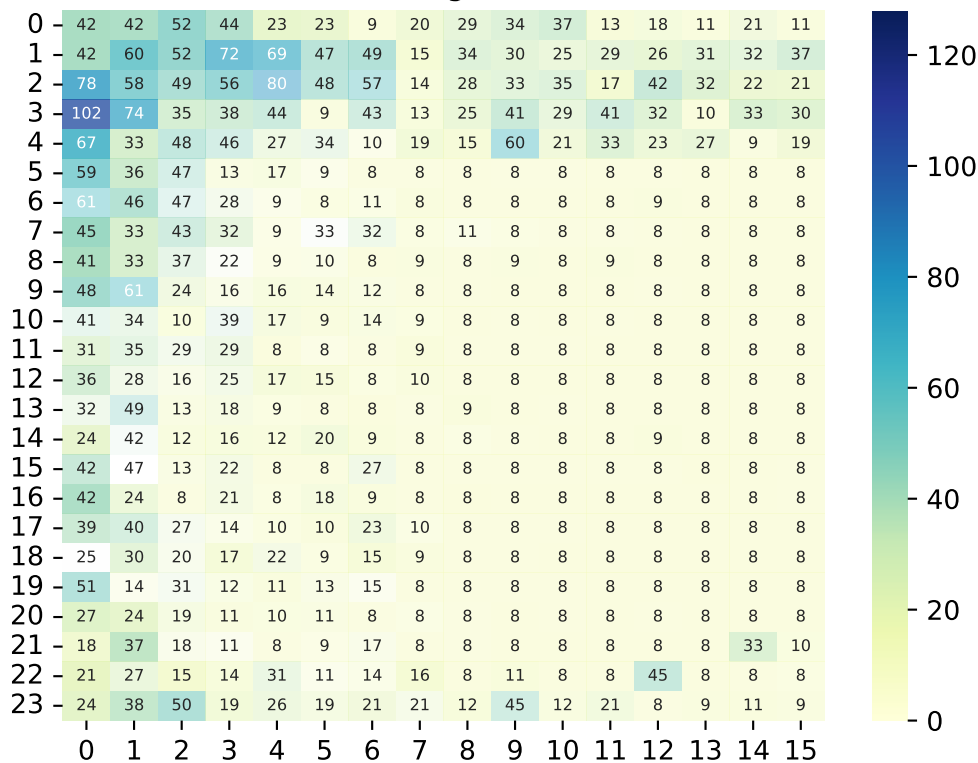 0 42 42 52 44 23 23 9 20 29 34 37 13 18 11 21 11
1 42 60 52 72 69 47 49 15 34 30 25 29 26 31 32 37
2 78 58 49 56 80 48 57 14 28 33 35 17 42 32 22 21
3 102 74 35 38 44 9 43 13 25 41 29 41 32 10 33 30
4 67 33 48 46 27 34 10 19 15 60 21 33 23 27 9 19
5 59 36 47 13 17 9 8 8 8 8 8 8 8 8 8 8
6 61 46 47 28 9 8 11 8 8 8 8 8 9 8 8 8
7 45 33 43 32 9 33 32 8 11 8 8 8 8 8 8 8
8 41 33 37 22 9 10 8 9 8 9 8 9 8 8 8 8
9 48 61 24 16 16 14 12 8 8 8 8 8 8 8 8 8
10 41 34 10 39 17 9 14 9 8 8 8 8 8 8 8 8
11 31 35 29 29 8 8 8 9 8 8 8 8 8 8 8 8
12 36 28 16 25 17 15 8 10 8 8 8 8 8 8 8 8
13 32 49 13 18 9 8 8 8 9 8 8 8 8 8 8 8
14 24 42 12 16 12 20 9 8 8 8 8 8 9 8 8 8
15 42 47 13 22 8 8 27 8 8 8 8 8 8 8 8 8
16 42 24 8 21 8 18 9 8 8 8 8 8 8 8 8 8
17 39 40 27 14 10 10 23 10 8 8 8 8 8 8 8 8
18 25 30 20 17 22 9 15 9 8 8 8 8 8 8 8 8
19 51 14 31 12 11 13 15 8 8 8 8 8 8 8 8 8
20 27 24 19 11 10 11 8 8 8 8 8 8 8 8 8 8
21 18 37 18 11 8 9 17 8 8 8 8 8 8 8 33 10
22 21 27 15 14 31 11 14 16 8 11 8 8 45 8 8 8
23 24 38 50 19 26 19 21 21 12 45 12 21 8 9 11 9
0 1 2 3 4 5 6 7 8 9 10 11 12 13 14 15
120
100
80
60
40
20
0